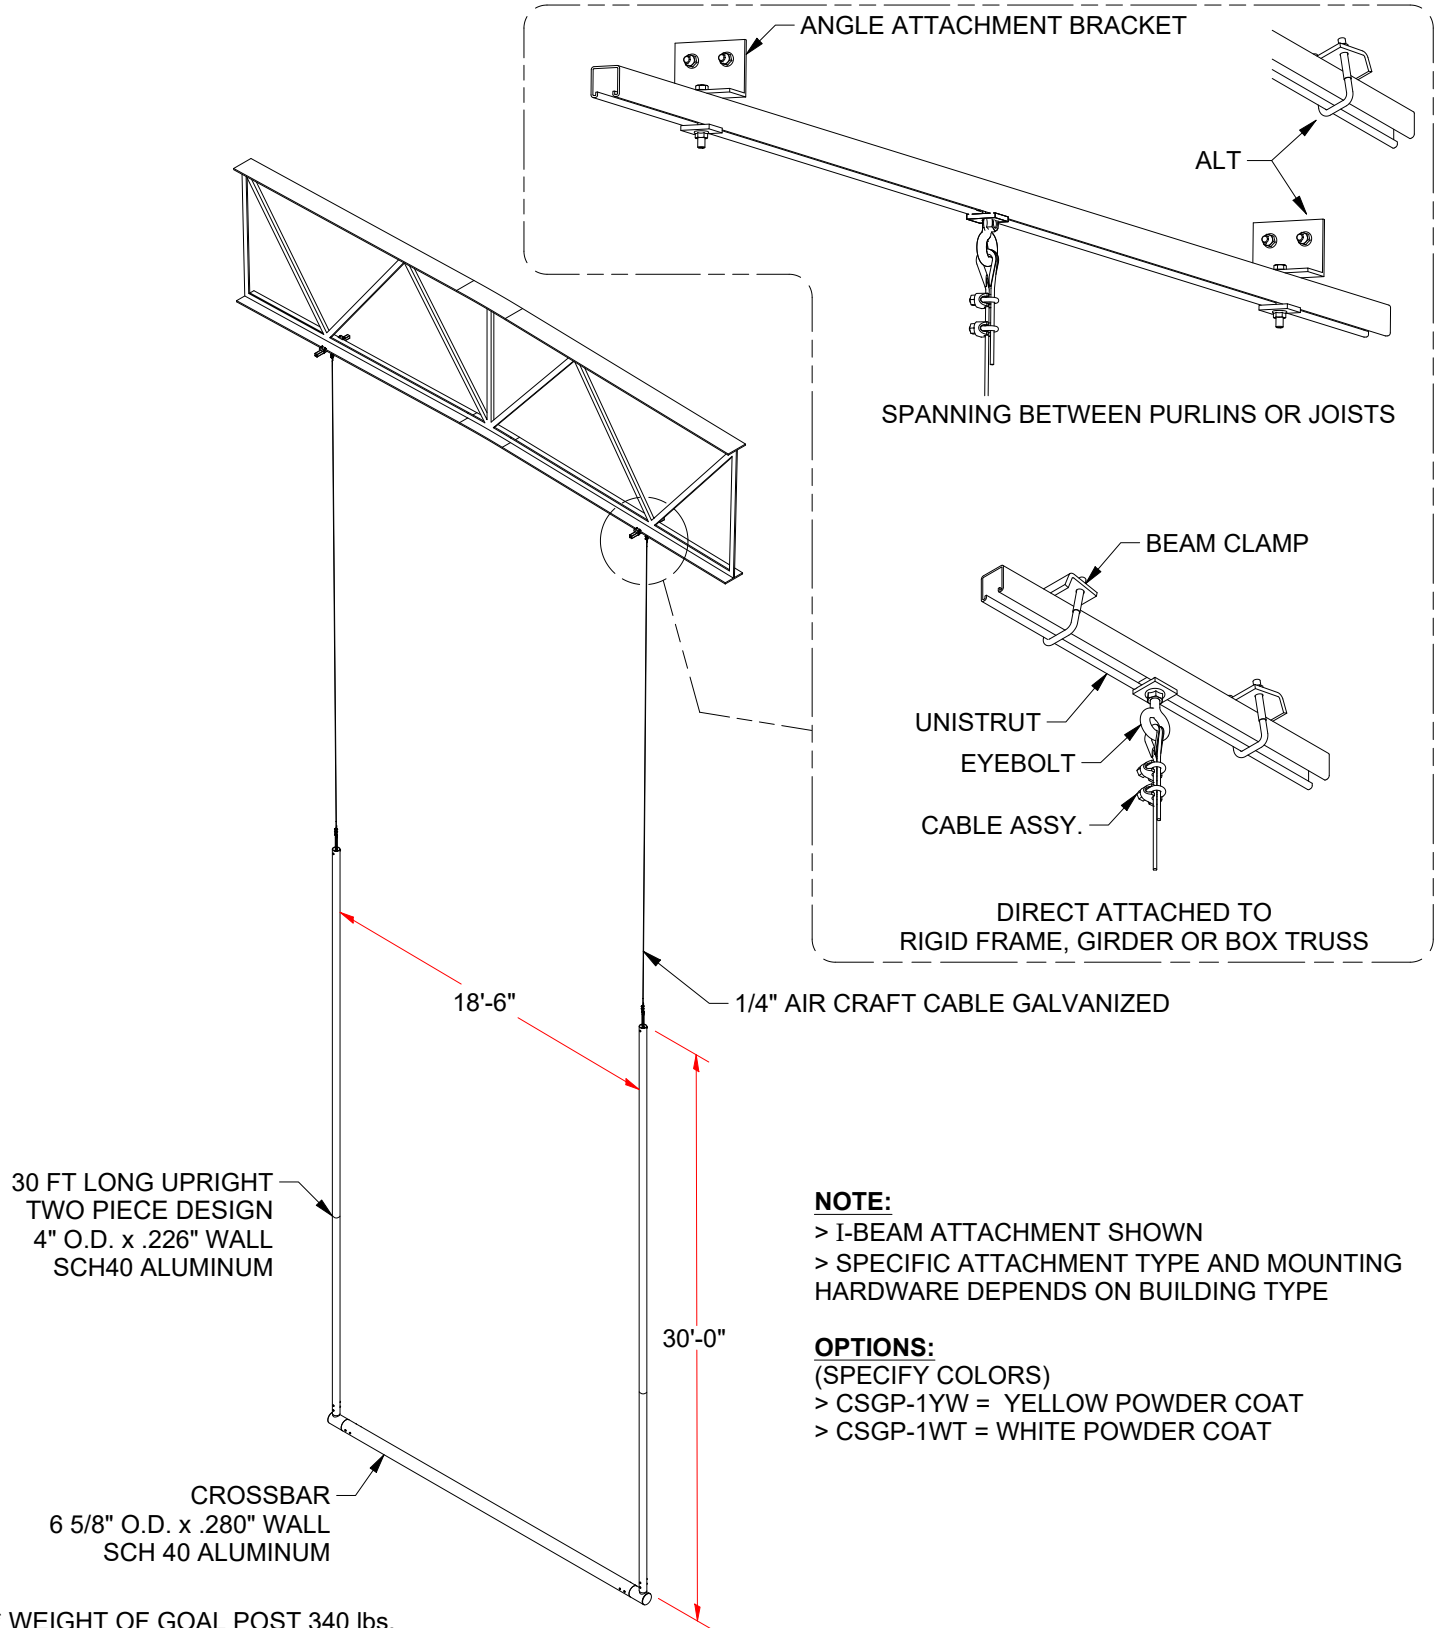 ANGLE ATTACHMENT BRACKET
ALT
SPANNING BETWEEN PURLINS OR JOISTS
BEAM CLAMP
UNISTRUT
EYEBOLT
CABLE ASSY.
DIRECT ATTACHED TO
RIGID FRAME, GIRDER OR BOX TRUSS
18'-6"
1/4" AIR CRAFT CABLE GALVANIZED
30 FT LONG UPRIGHT
TWO PIECE DESIGN
4" O.D. x .226" WALL
SCH40 ALUMINUM
30'-0"
NOTE:
> I-BEAM ATTACHMENT SHOWN
> SPECIFIC ATTACHMENT TYPE AND MOUNTING
HARDWARE DEPENDS ON BUILDING TYPE
OPTIONS:
(SPECIFY COLORS)
> CSGP-1YW = YELLOW POWDER COAT
> CSGP-1WT = WHITE POWDER COAT
CROSSBAR
6 5/8" O.D. x .280" WALL
SCH 40 ALUMINUM
WEIGHT OF GOAL POST 340 lbs.